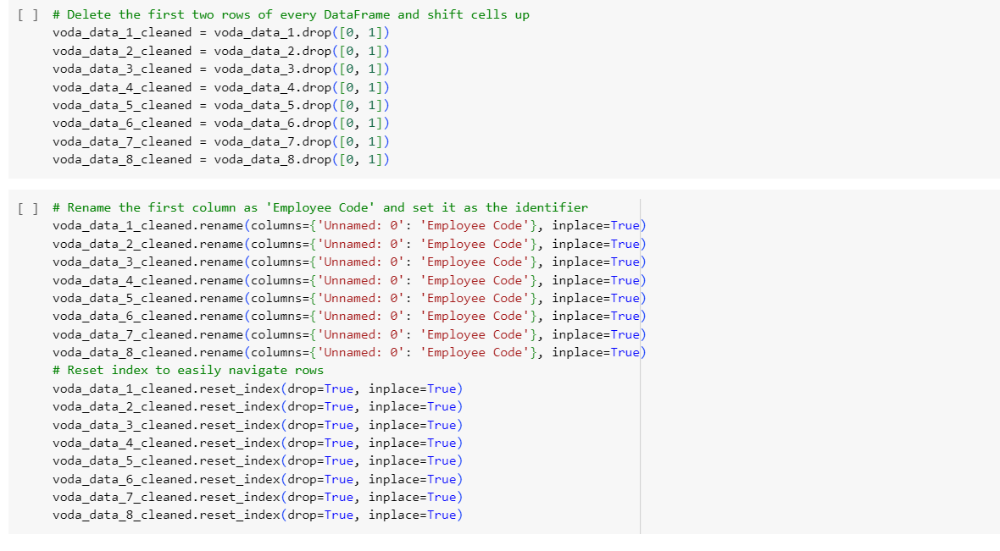 [ ] # Delete the first two rows of every DataFrame and shift cells up
voda_data_1_cleaned = voda_data_1.drop([0, 1])
voda_data_2_cleaned = voda_data_2.drop([0, 1])
voda_data_3_cleaned = voda_data_3.drop([0, 1])
voda_data_4_cleaned = voda_data_4.drop([0, 1])
voda_data_5_cleaned = voda_data_5.drop([0, 1])
voda_data_6_cleaned = voda_data_6.drop([0, 1])
voda_data_7_cleaned = voda_data_7.drop([0, 1])
voda_data_8_cleaned = voda_data_8.drop([0, 1])
[ ] # Rename the first column as 'Employee Code' and set it as the identifier
voda_data_1_cleaned.rename(columns={'Unnamed: 0': 'Employee Code'}, inplace=True)
voda_data_2_cleaned.rename(columns={'Unnamed: 0': 'Employee Code'}, inplace=True)
voda_data_3_cleaned.rename(columns={'Unnamed: 0': 'Employee Code'}, inplace=True)
voda_data_4_cleaned.rename(columns={'Unnamed: 0': 'Employee Code'}, inplace=True)
voda_data_5_cleaned.rename(columns={'Unnamed: 0': 'Employee Code'}, inplace=True)
voda_data_6_cleaned.rename(columns={'Unnamed: 0': 'Employee Code'}, inplace=True)
voda_data_7_cleaned.rename(columns={'Unnamed: 0': 'Employee Code'}, inplace=True)
voda_data_8_cleaned.rename(columns={'Unnamed: 0': 'Employee Code'}, inplace=True)
# Reset index to easily navigate rows
voda_data_1_cleaned.reset_index(drop=True, inplace=True)
voda_data_2_cleaned.reset_index(drop=True, inplace=True)
voda_data_3_cleaned.reset_index(drop=True, inplace=True)
voda_data_4_cleaned.reset_index(drop=True, inplace=True)
voda_data_5_cleaned.reset_index(drop=True, inplace=True)
voda_data_6_cleaned.reset_index(drop=True, inplace=True)
voda_data_7_cleaned.reset_index(drop=True, inplace=True)
voda_data_8_cleaned.reset_index(drop=True, inplace=True)